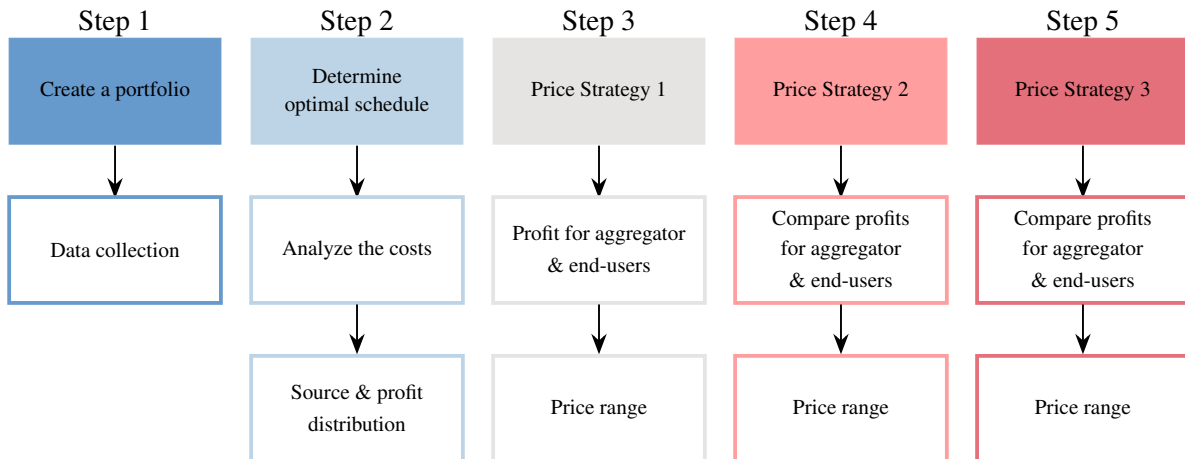 Step 1
Step 2
Step 3
Step 4
Step 5
Create a portfolio
Determine
optimal schedule
Price Strategy 1
Price Strategy 2
Price Strategy 3
Data collection
Analyze the costs
Profit for aggregator
& end-users
Compare profits
for aggregator
& end-users
Compare profits
for aggregator
& end-users
Source & profit
distribution
Price range
Price range
Price range